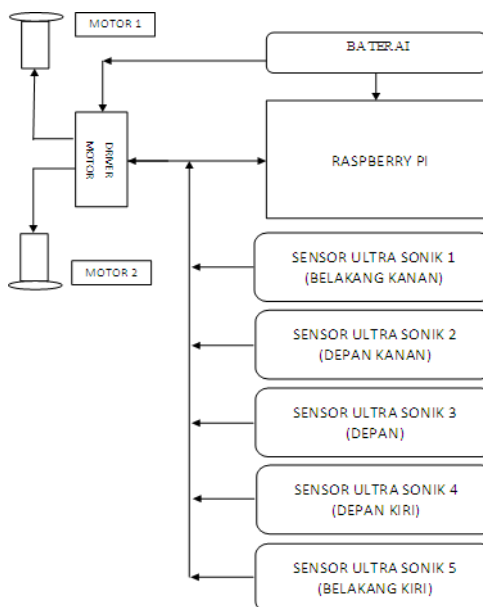 MOTOR 1
BATERAI
DRIVER
MOTOR
RASPBERRY PI
MOTOR 2
SENSOR ULTRA SONIK 1
(BELAKANG KANAN)
SENSOR ULTRA SONIK 2
(DEPAN KANAN)
SENSOR ULTRA SONIK 3
(DEPAN)
SENSOR ULTRA SONIK 4
(DEPAN KIRI)
SENSOR ULTRA SONIK 5
(BELAKANG KIRI)